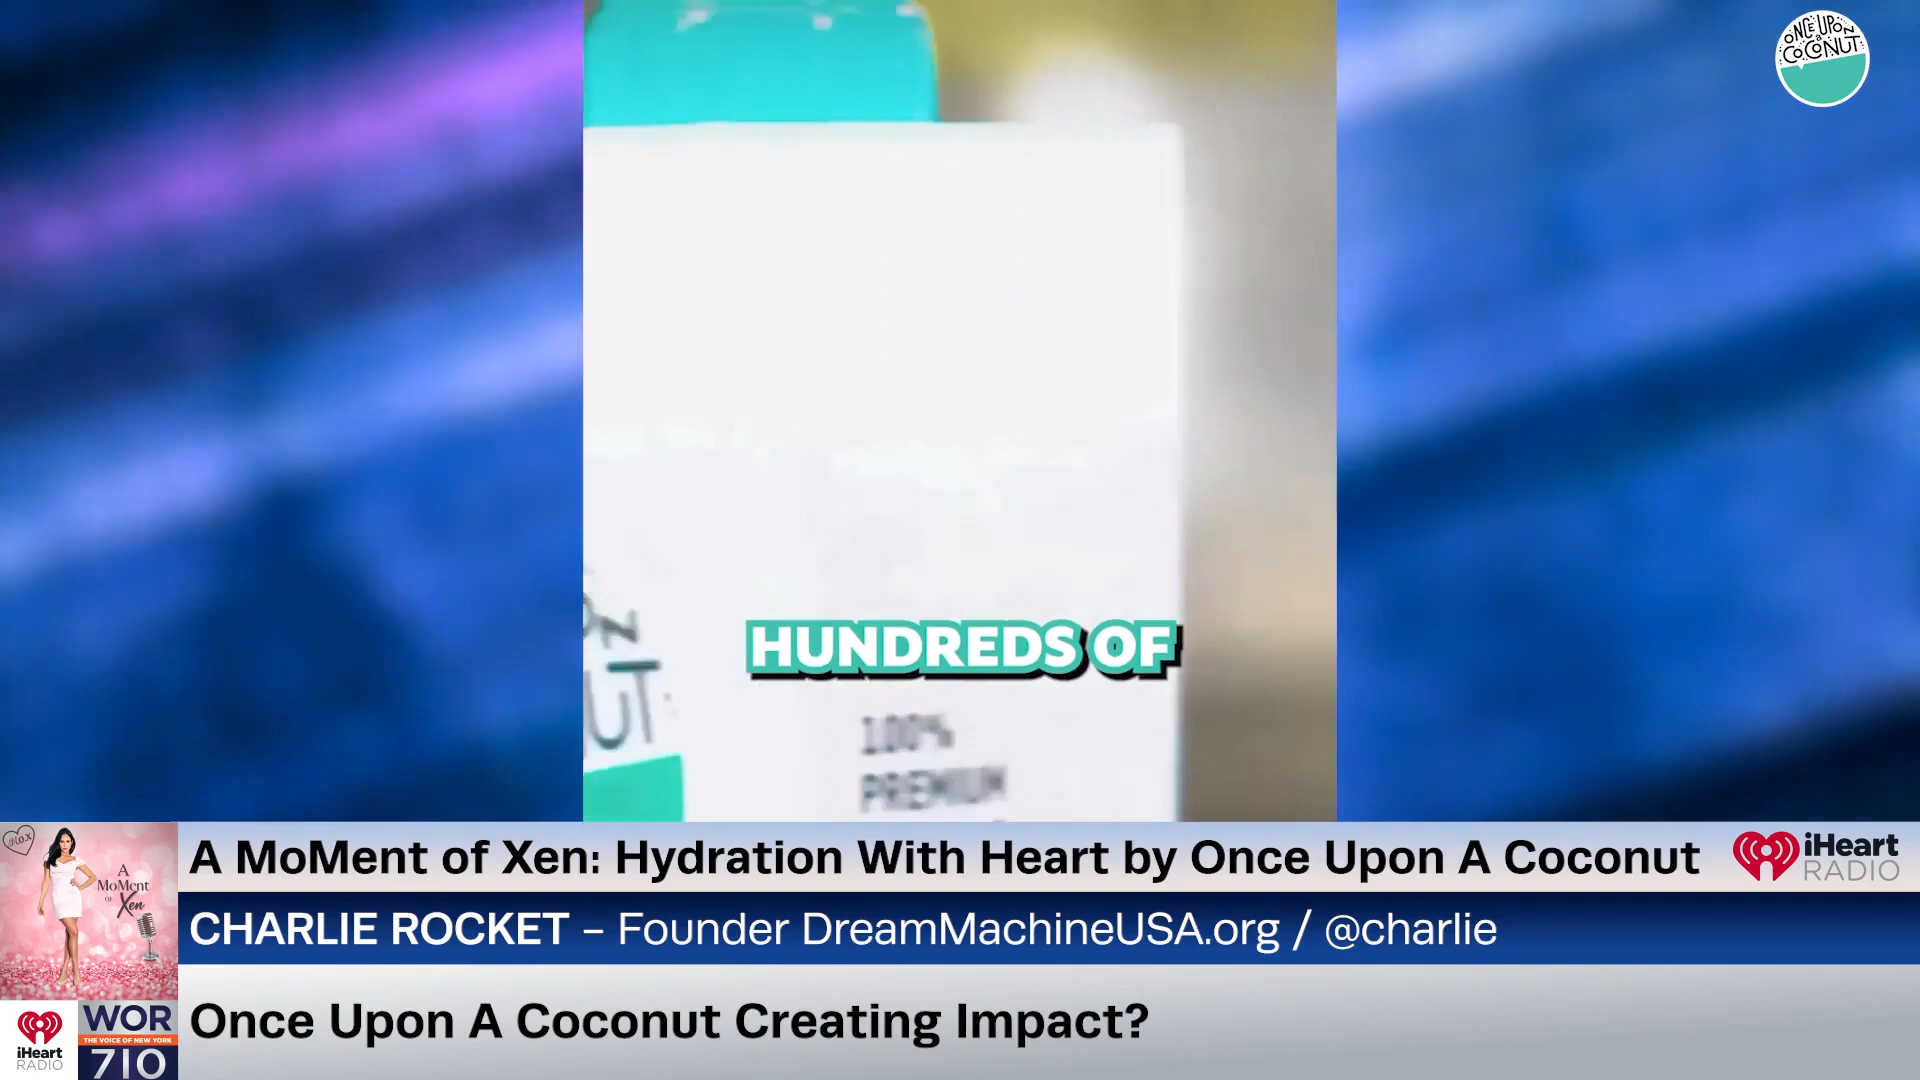 ONCE UPON
a
COCONUT
HUNDREDS OF
100%
PREMIUM
A MoMent of Xen: Hydration With Heart by Once Upon A Coconut
iHeart
RADIO
CHARLIE ROCKET – Founder DreamMachineUSA.org / @charlie
M.o.X
A
MoMent
OF Xen
Once Upon A Coconut Creating Impact?
iHeart
RADIO
WOR
THE VOICE OF NEW YORK
710